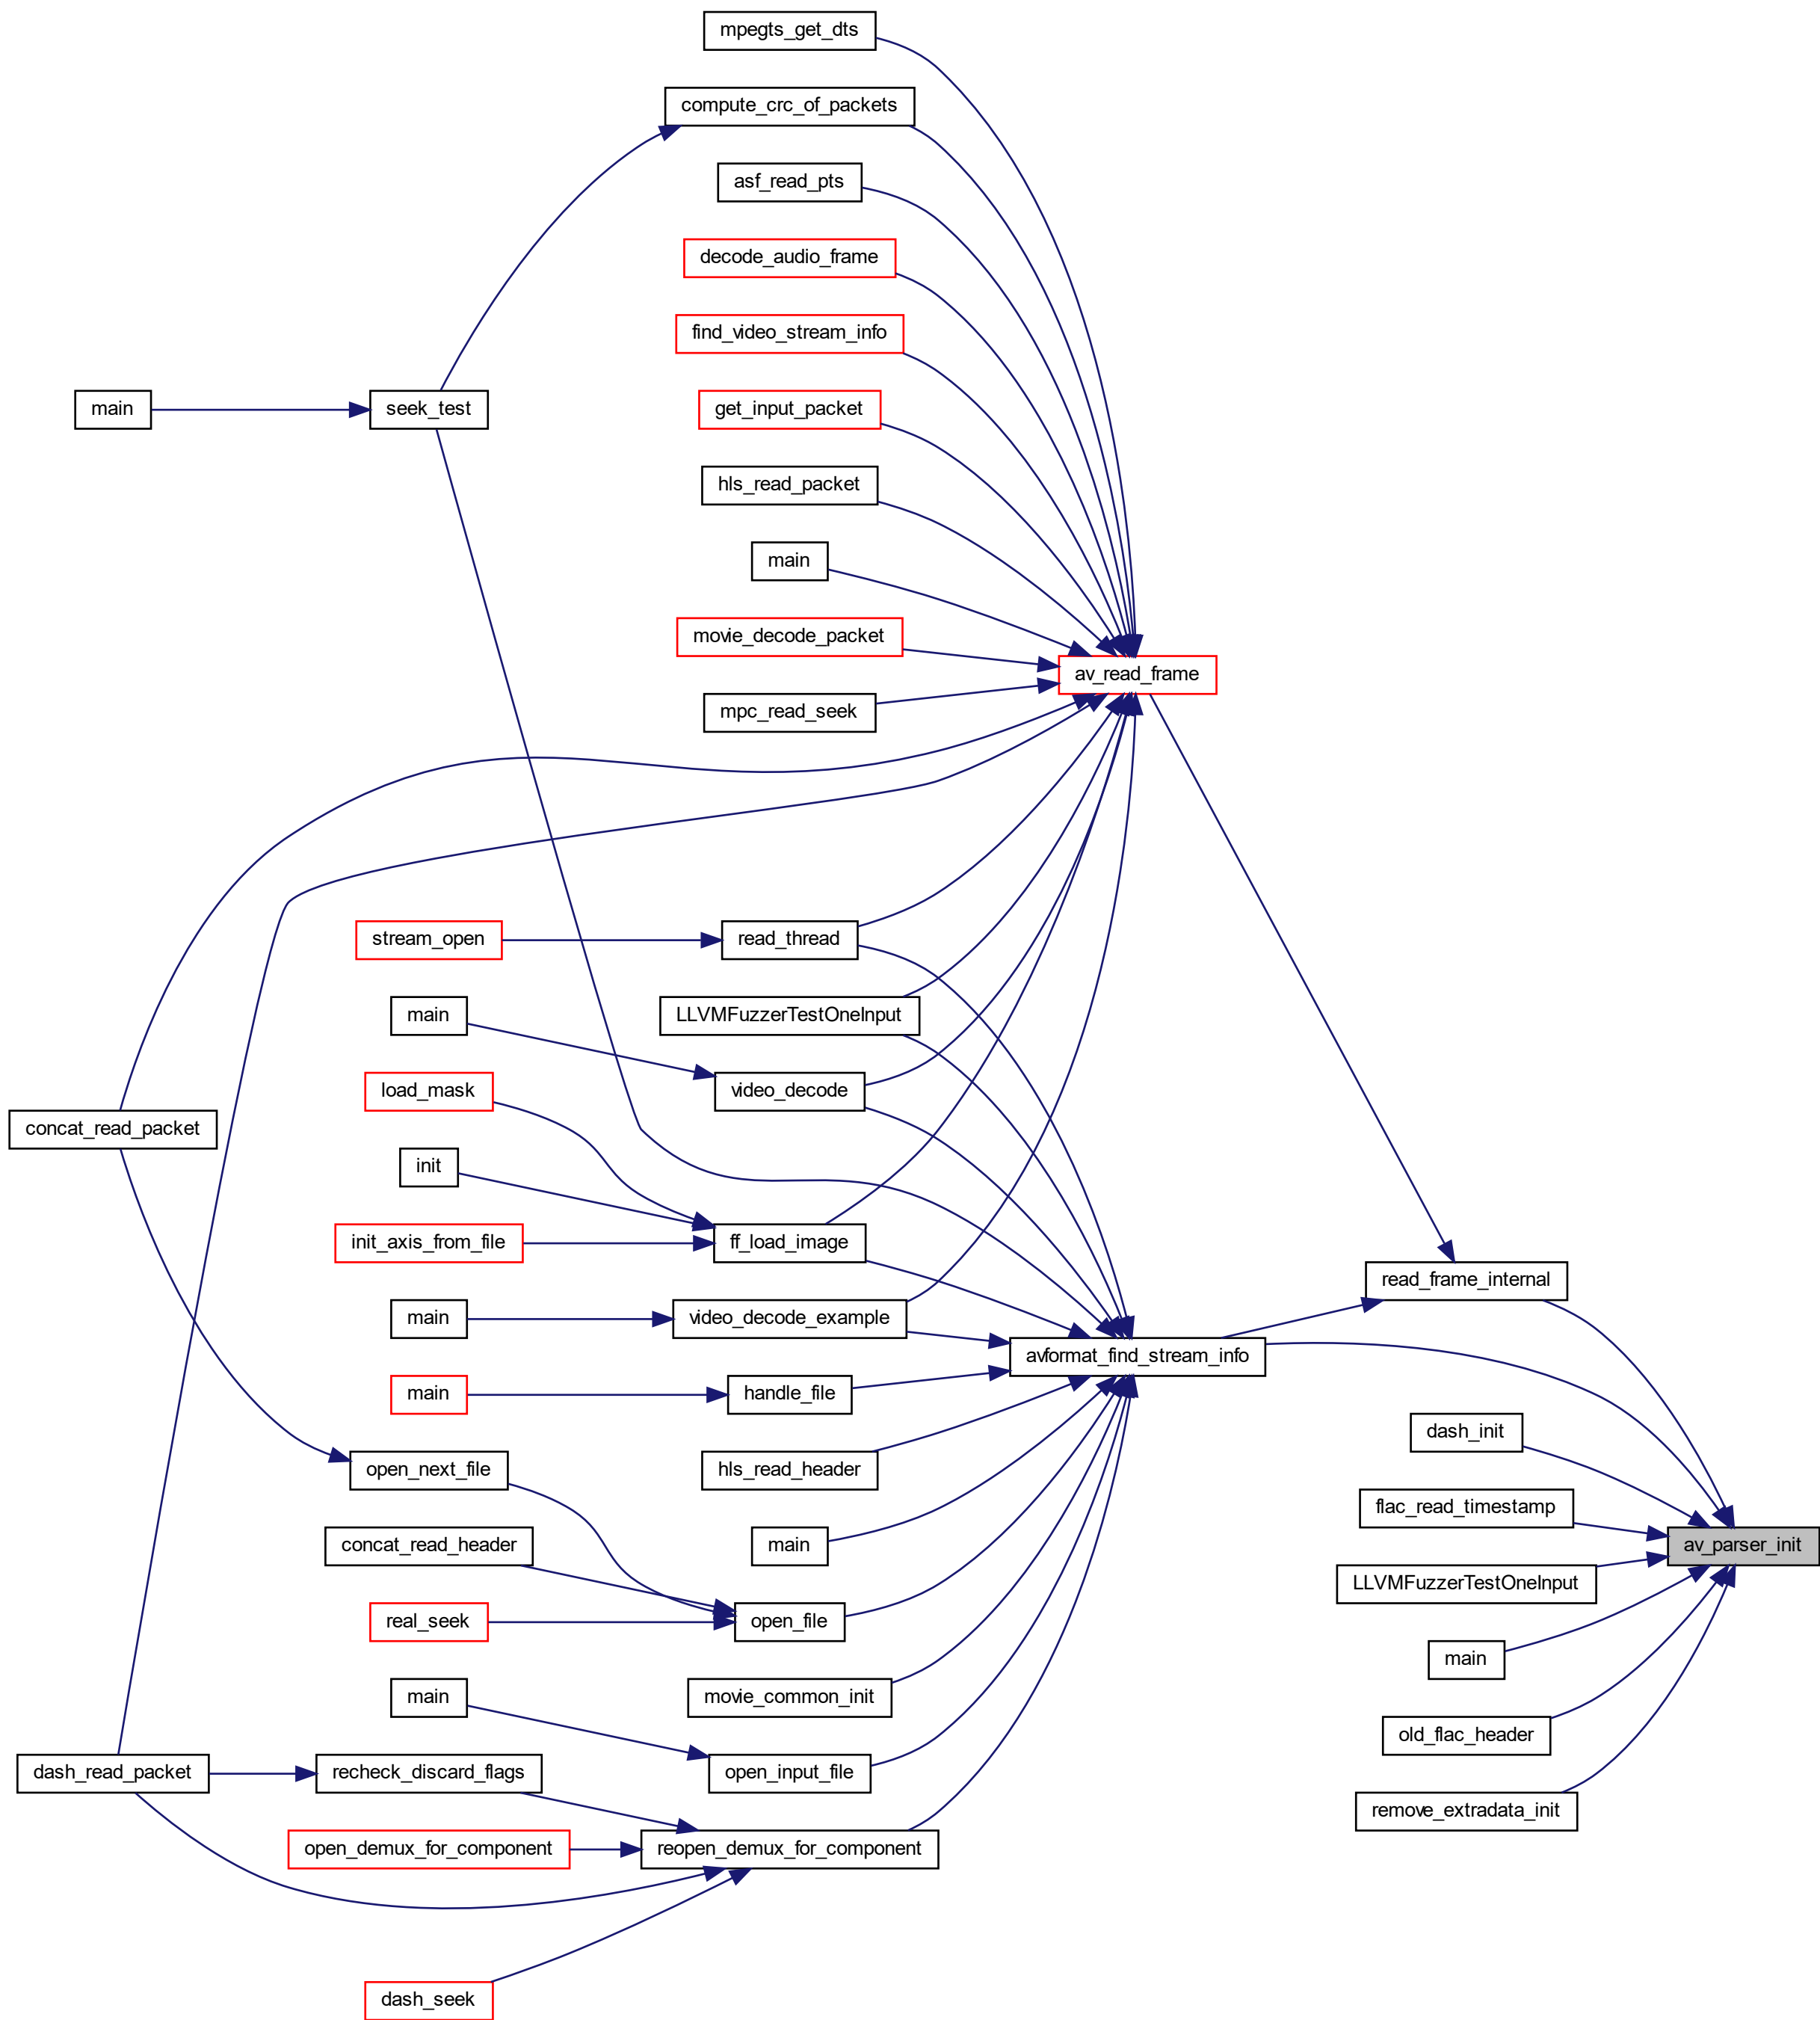 mpegts_get_dts
compute_crc_of_packets
asf_read_pts
decode_audio_frame
find_video_stream_info
main
seek_test
get_input_packet
hls_read_packet
main
movie_decode_packet
av_read_frame
mpc_read_seek
stream_open
read_thread
main
LLVMFuzzerTestOneInput
load_mask
video_decode
concat_read_packet
init
init_axis_from_file
ff_load_image
read_frame_internal
main
video_decode_example
avformat_find_stream_info
main
handle_file
dash_init
open_next_file
hls_read_header
flac_read_timestamp
concat_read_header
main
av_parser_init
LLVMFuzzerTestOneInput
real_seek
open_file
main
main
movie_common_init
old_flac_header
dash_read_packet
recheck_discard_flags
open_input_file
remove_extradata_init
open_demux_for_component
reopen_demux_for_component
dash_seek